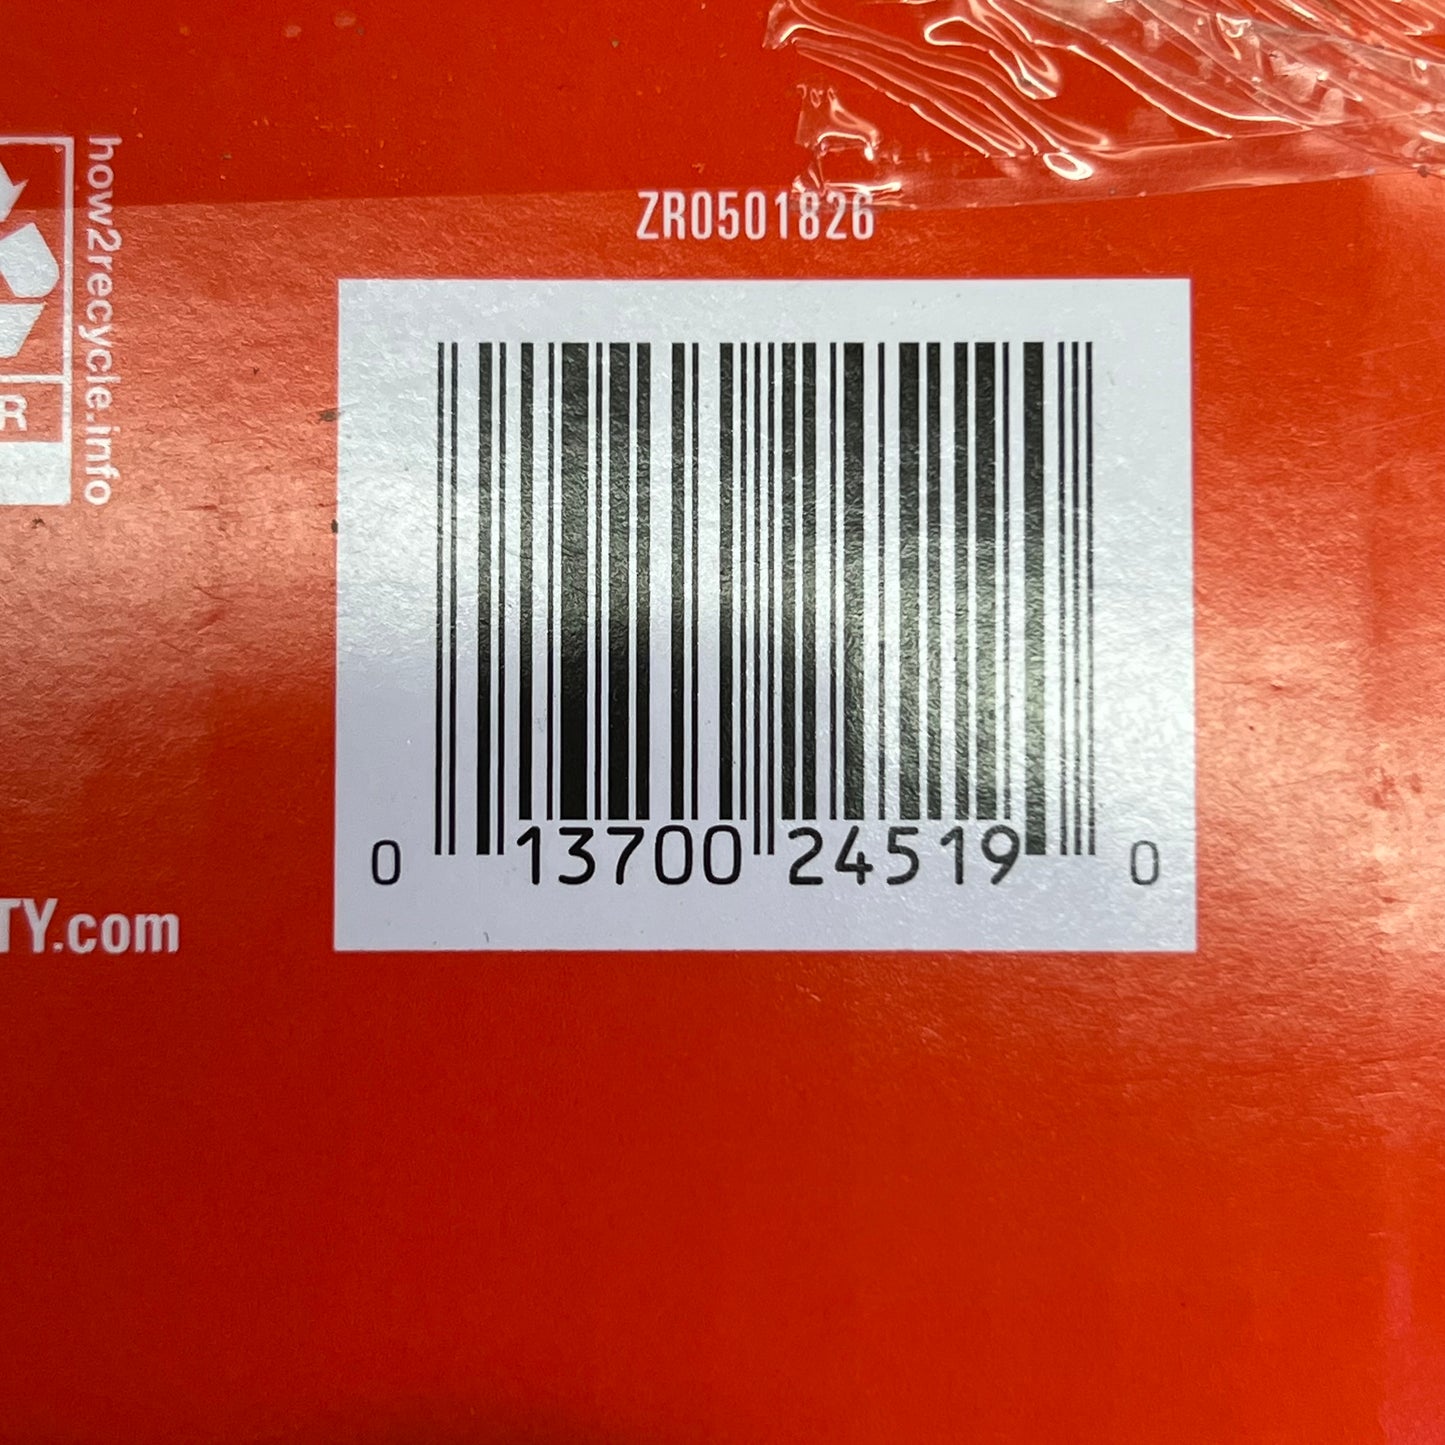 how2recycle.info
R
ZR0501826
0 13700 24519 0
TY.com